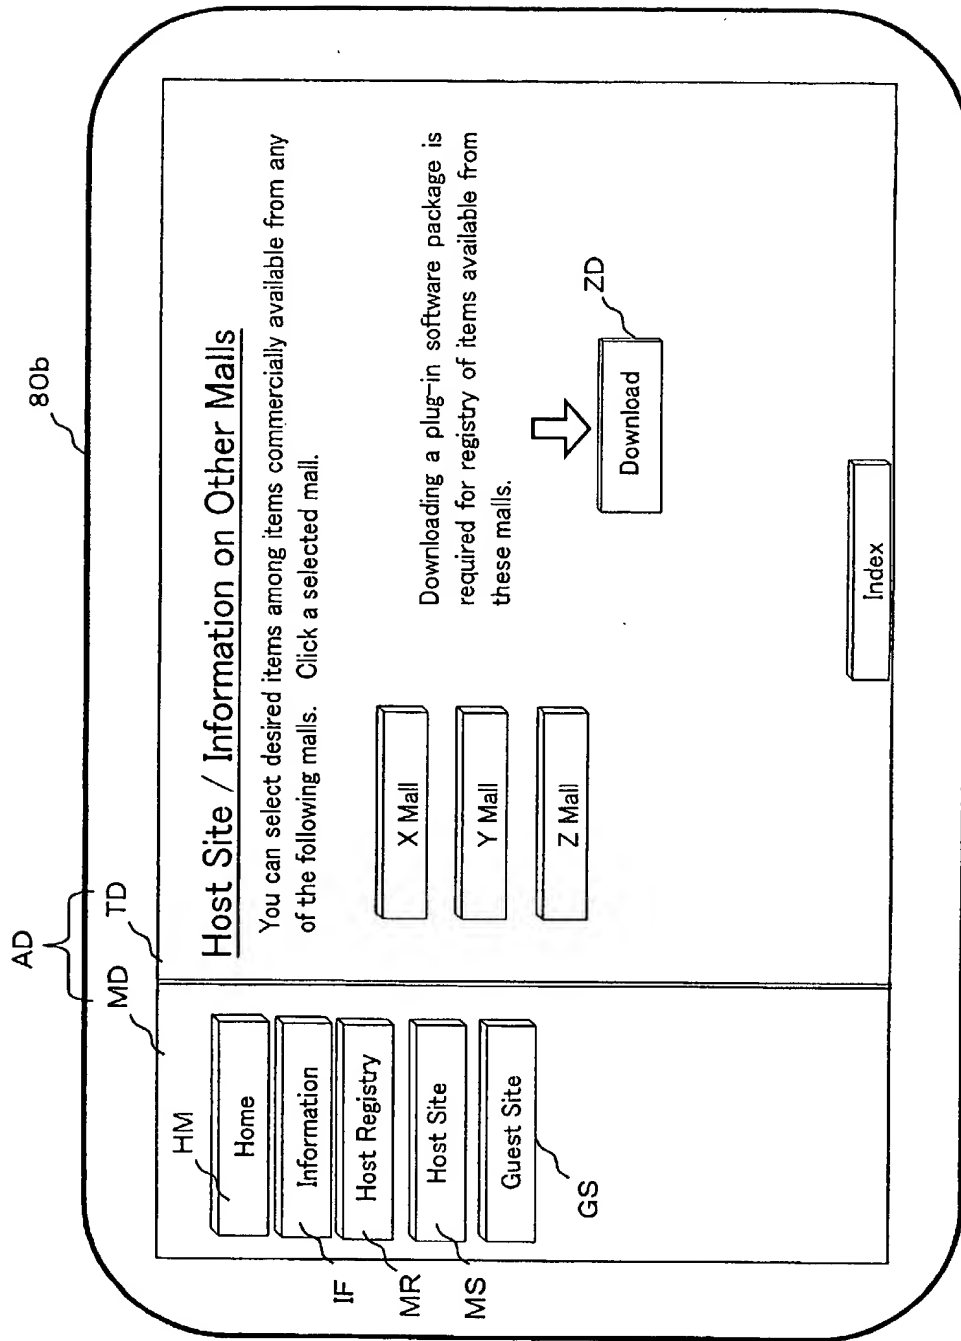 80b
AD
MD
TD
HM
Home
Information
IF
Host Registry
MR
Host Site
MS
Guest Site
GS
Host Site / Information on Other Malls
You can select desired items among items commercially available from any
of the following malls.   Click a selected mall.
X Mall
Y Mall
Z Mall
Downloading a plug-in software package is
required for registry of items available from
these malls.
Download
ZD
Index